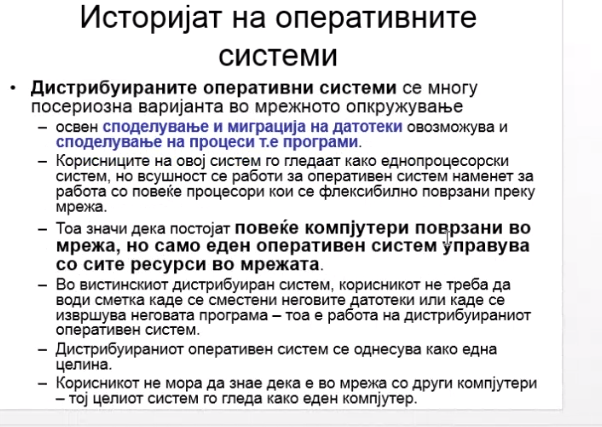 Историјат на оперативните
системи
• Дистрибуираните оперативни системи се многу
посериозна варијанта во мрежното опкружување
– освен споделување и миграција на датотеки овозможува и
споделување на процеси т.е програми.
– Корисниците на овој систем го гледаат како еднопроцесорски
систем, но всушност се работи за оперативен систем наменет за
работа со повеќе процесори кои се флексибилно поврзани преку
мрежа.
– Тоа значи дека постојат повеќе компјутери поврзани во
мрежа, но само еден оперативен систем управува
со сите ресурси во мрежата.
– Во вистинскиот дистрибуиран систем, корисникот не треба да
води сметка каде се сместени неговите датотеки или каде се
извршува неговата програма – тоа е работа на дистрибуираниот
оперативен систем.
– Дистрибуираниот оперативен систем се однесува како една
целина.
– Корисникот не мора да знае дека е во мрежа со други компјутери
– тој целиот систем го гледа како еден компјутер.